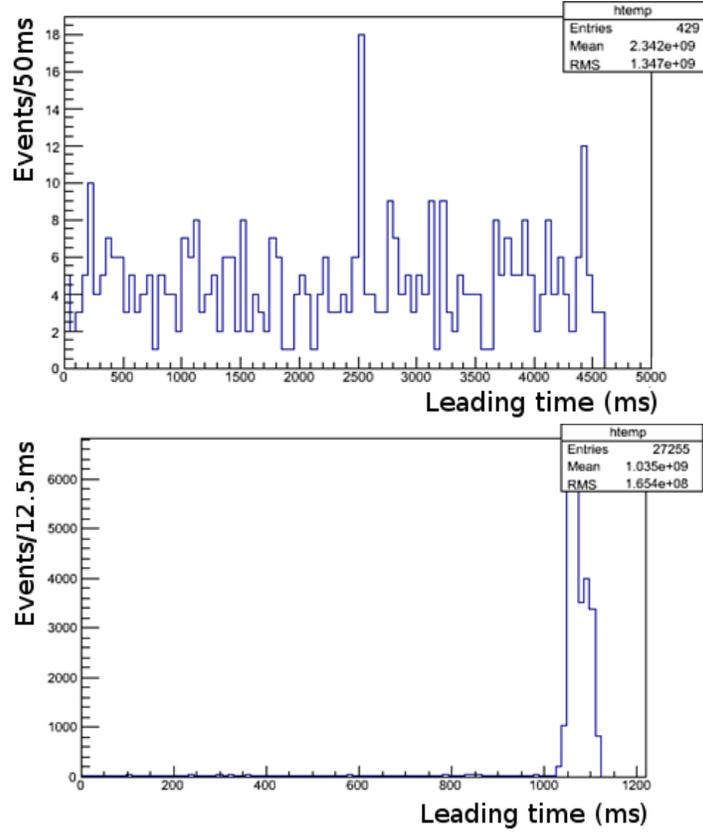 htemp
Entries 429
Mean 2.342e+09
RMS 1.347e+09
Events/50ms
18
16
14
12
10
8
6
4
2
0
0 500 1000 1500 2000 2500 3000 3500 4000 4500 5000
Leading time (ms)
htemp
Entries 27255
Mean 1.035e+09
RMS 1.654e+08
Events/12.5ms
6000
5000
4000
3000
2000
1000
0
0 200 400 600 800 1000 1200
Leading time (ms)